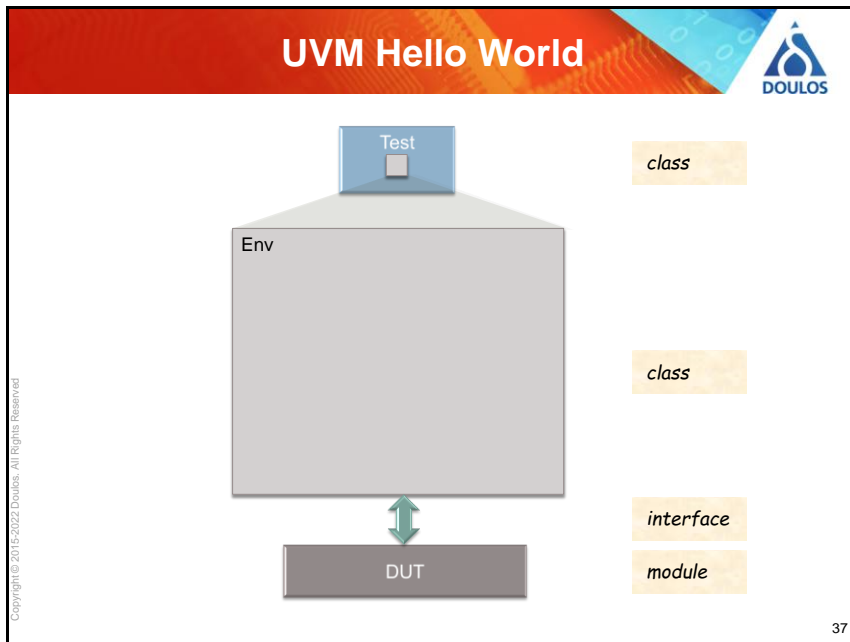 UVM Hello World
DOULOS
Test
class
Env
class
interface
DUT
module
Copyright © 2015-2022 Doulos. All Rights Reserved
37